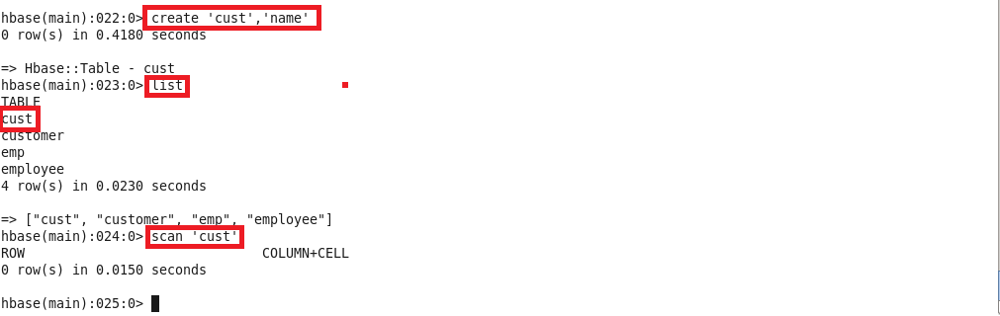 hbase(main):022:0> create 'cust','name'
0 row(s) in 0.4180 seconds
=> Hbase::Table - cust
hbase(main):023:0> list
TABLE
cust
customer
emp
employee
4 row(s) in 0.0230 seconds
=> ["cust", "customer", "emp", "employee"]
hbase(main):024:0> scan 'cust'
ROW COLUMN+CELL
0 row(s) in 0.0150 seconds
hbase(main):025:0>